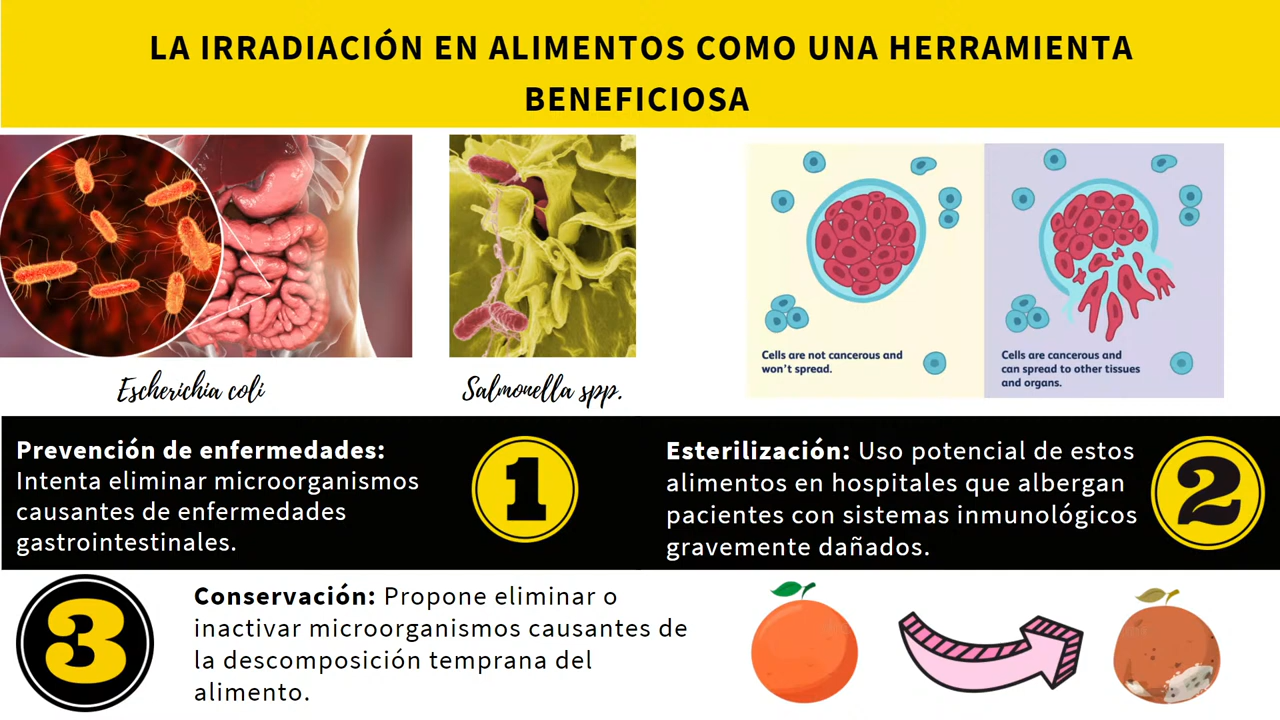 LA IRRADIACIÓN EN ALIMENTOS COMO UNA HERRAMIENTA
BENEFICIOSA
Escherichia coli
Salmonella spp.
Cells are not cancerous and
won't spread.
Cells are cancerous and
can spread to other tissues
and organs.
Prevención de enfermedades:
Intenta eliminar microorganismos
causantes de enfermedades
gastrointestinales.
1
Esterilización: Uso potencial de estos
alimentos en hospitales que albergan
pacientes con sistemas inmunológicos
gravemente dañados.
2
3
Conservación: Propone eliminar o
inactivar microorganismos causantes de
la descomposición temprana del
alimento.